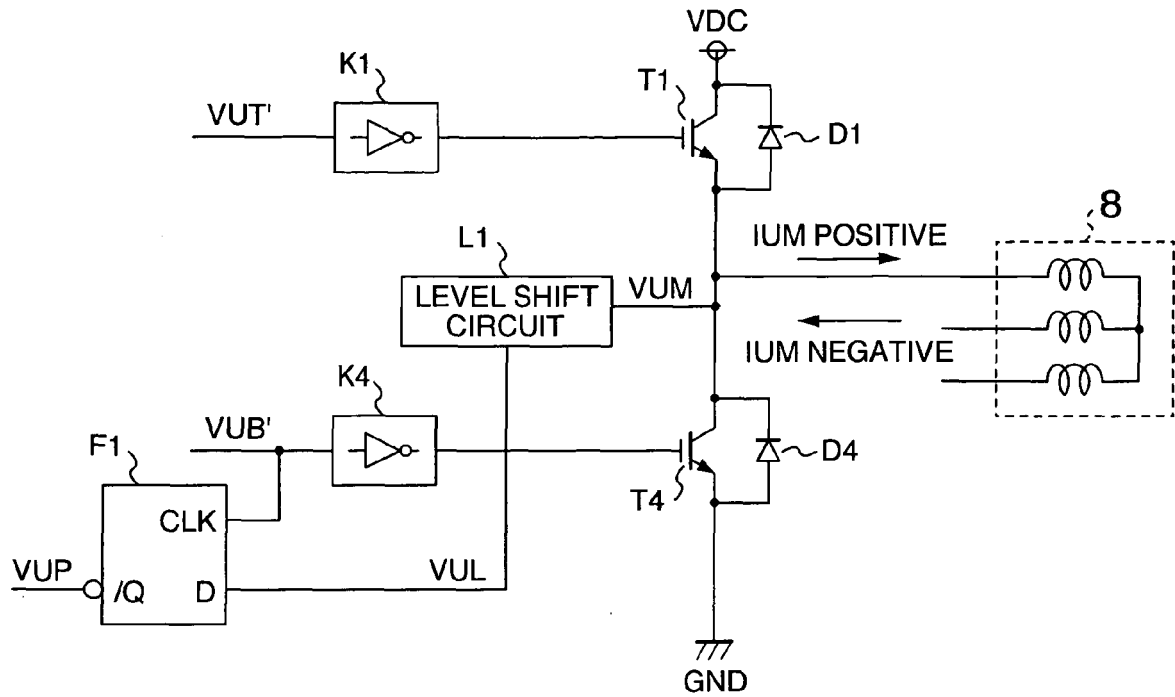 VDC
K1
T1
VUT'
D1
8
L1
IUM POSITIVE
LEVEL SHIFT
CIRCUIT
VUM
IUM NEGATIVE
K4
VUB'
F1
D4
T4
CLK
VUP
/Q
D
VUL
GND